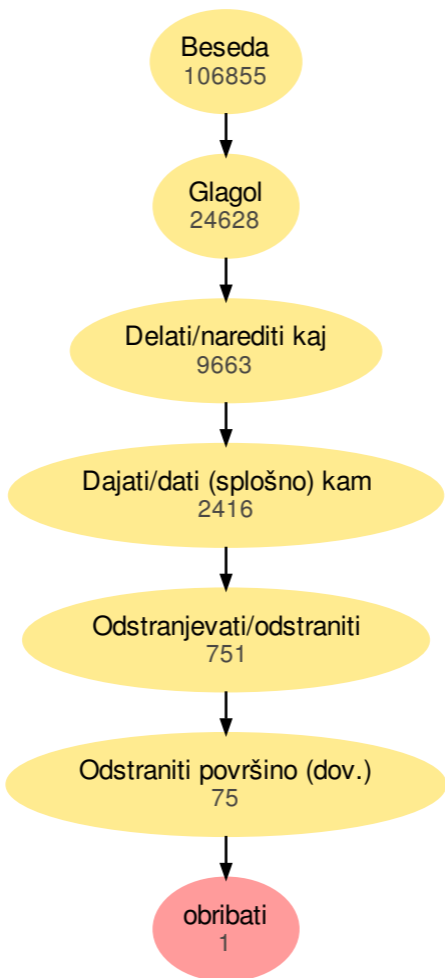 Beseda
106855
Glagol
24628
Delati/narediti kaj
9663
Dajati/dati (splošno) kam
2416
Odstranjevati/odstraniti
751
Odstraniti površino (dov.)
75
obribati
1